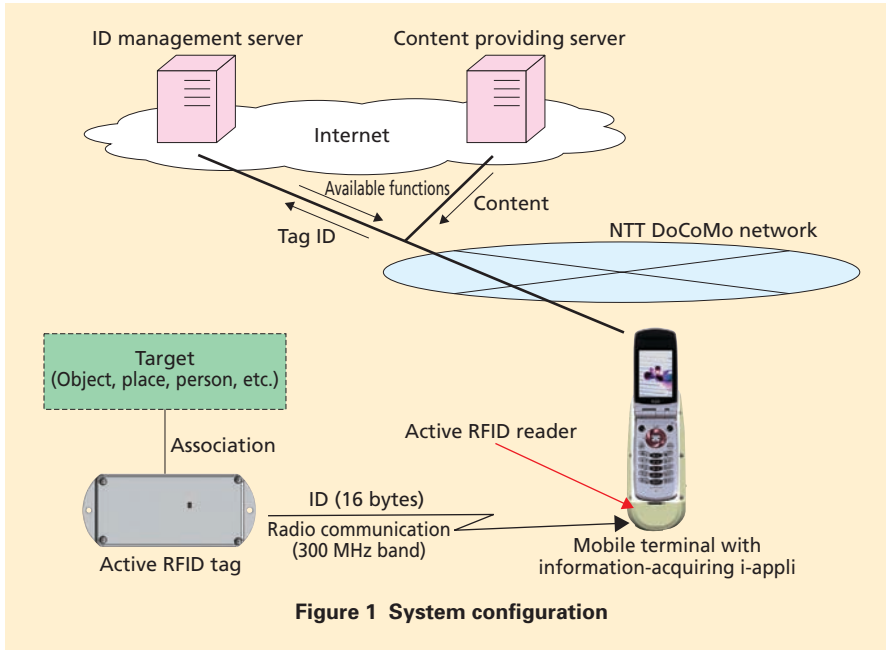 ID management server
Content providing server
Internet
Available functions
Content
Tag ID
NTT DoCoMo network
Target
(Object, place, person, etc.)
Association
Active RFID reader
ID (16 bytes)
Radio communication
(300 MHz band)
Active RFID tag
Mobile terminal with
information-acquiring i-appli
Figure 1 System configuration